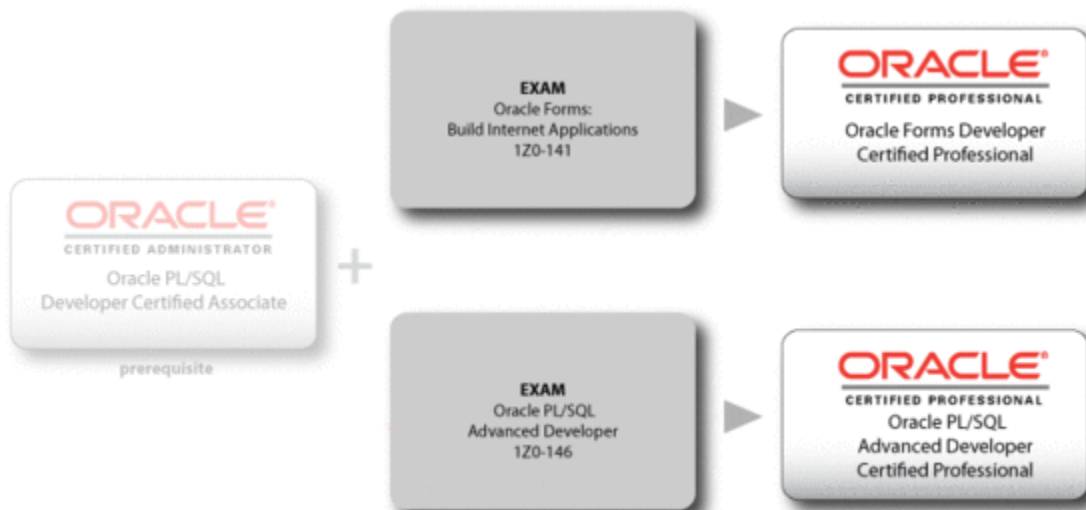 ORACLE®
CERTIFIED ADMINISTRATOR
Oracle PL/SQL
Developer Certified Associate
prerequisite
+
EXAM
Oracle Forms:
Build Internet Applications
1Z0-141
ORACLE®
CERTIFIED PROFESSIONAL
Oracle Forms Developer
Certified Professional
EXAM
Oracle PL/SQL
Advanced Developer
1Z0-146
ORACLE®
CERTIFIED PROFESSIONAL
Oracle PL/SQL
Advanced Developer
Certified Professional